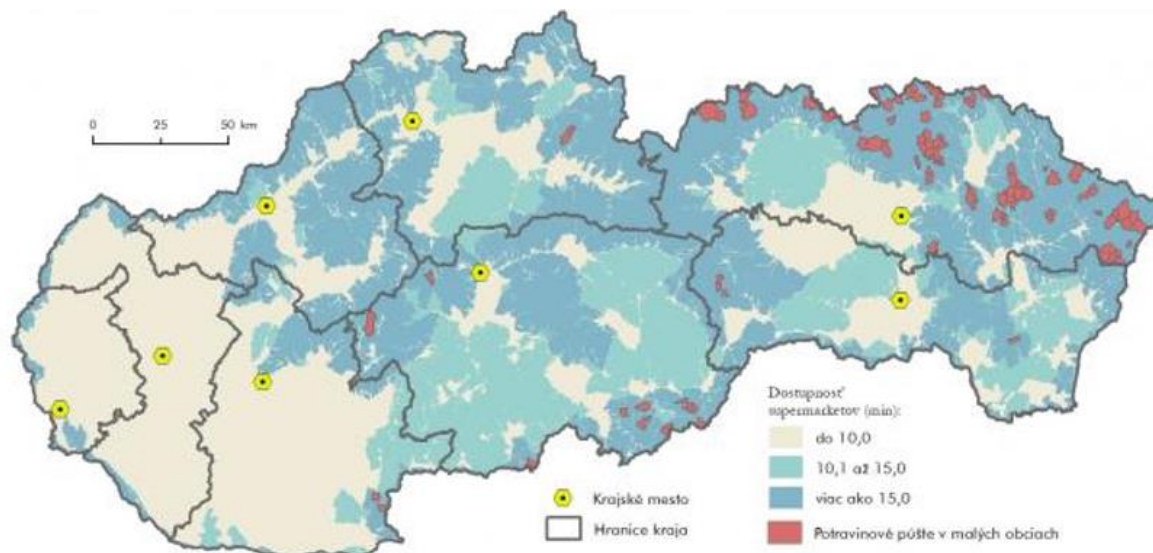 0 25 50 km
Dostupnosť
supermarketov (min):
do 10,0
10,1 až 15,0
viac ako 15,0
Potravinové púšte v malých obciach
Krajské mesto
Hranice kraja